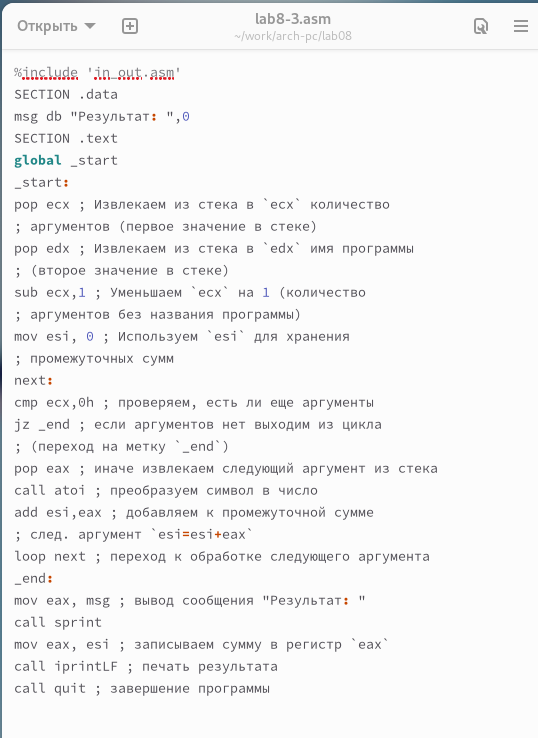 Открыть
lab8-3.asm
~/work/arch-pc/lab08
%include 'in_out.asm'
SECTION .data
msg db "Результат: ",0
SECTION .text
global _start
_start:
pop ecx ; Извлекаем из стека в `ecx` количество
; аргументов (первое значение в стеке)
pop edx ; Извлекаем из стека в `edx` имя программы
; (второе значение в стеке)
sub ecx,1 ; Уменьшаем `ecx` на 1 (количество
; аргументов без названия программы)
mov esi, 0 ; Используем `esi` для хранения
; промежуточных сумм
next:
cmp ecx,0h ; проверяем, есть ли еще аргументы
jz _end ; если аргументов нет выходим из цикла
; (переход на метку `_end`)
pop eax ; иначе извлекаем следующий аргумент из стека
call atoi ; преобразуем символ в число
add esi,eax ; добавляем к промежуточной сумме
; след. аргумент `esi=esi+eax`
loop next ; переход к обработке следующего аргумента
_end:
mov eax, msg ; вывод сообщения "Результат: "
call sprint
mov eax, esi ; записываем сумму в регистр `eax`
call iprintLF ; печать результата
call quit ; завершение программы